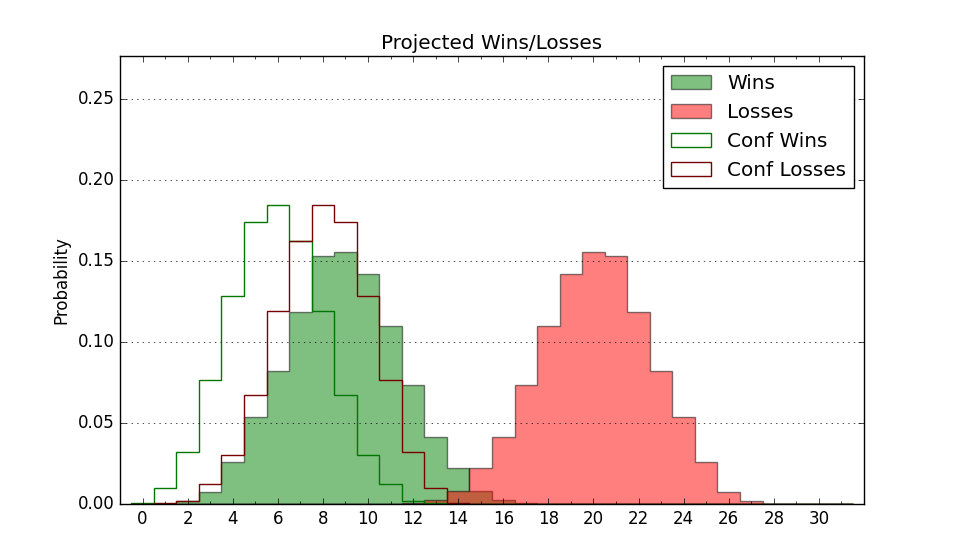 Projected Wins/Losses
Wins
Losses
Conf Wins
Conf Losses
Probability
0.25
0.20
0.15
0.10
0.05
0.00
0 2 4 6 8 10 12 14 16 18 20 22 24 26 28 30